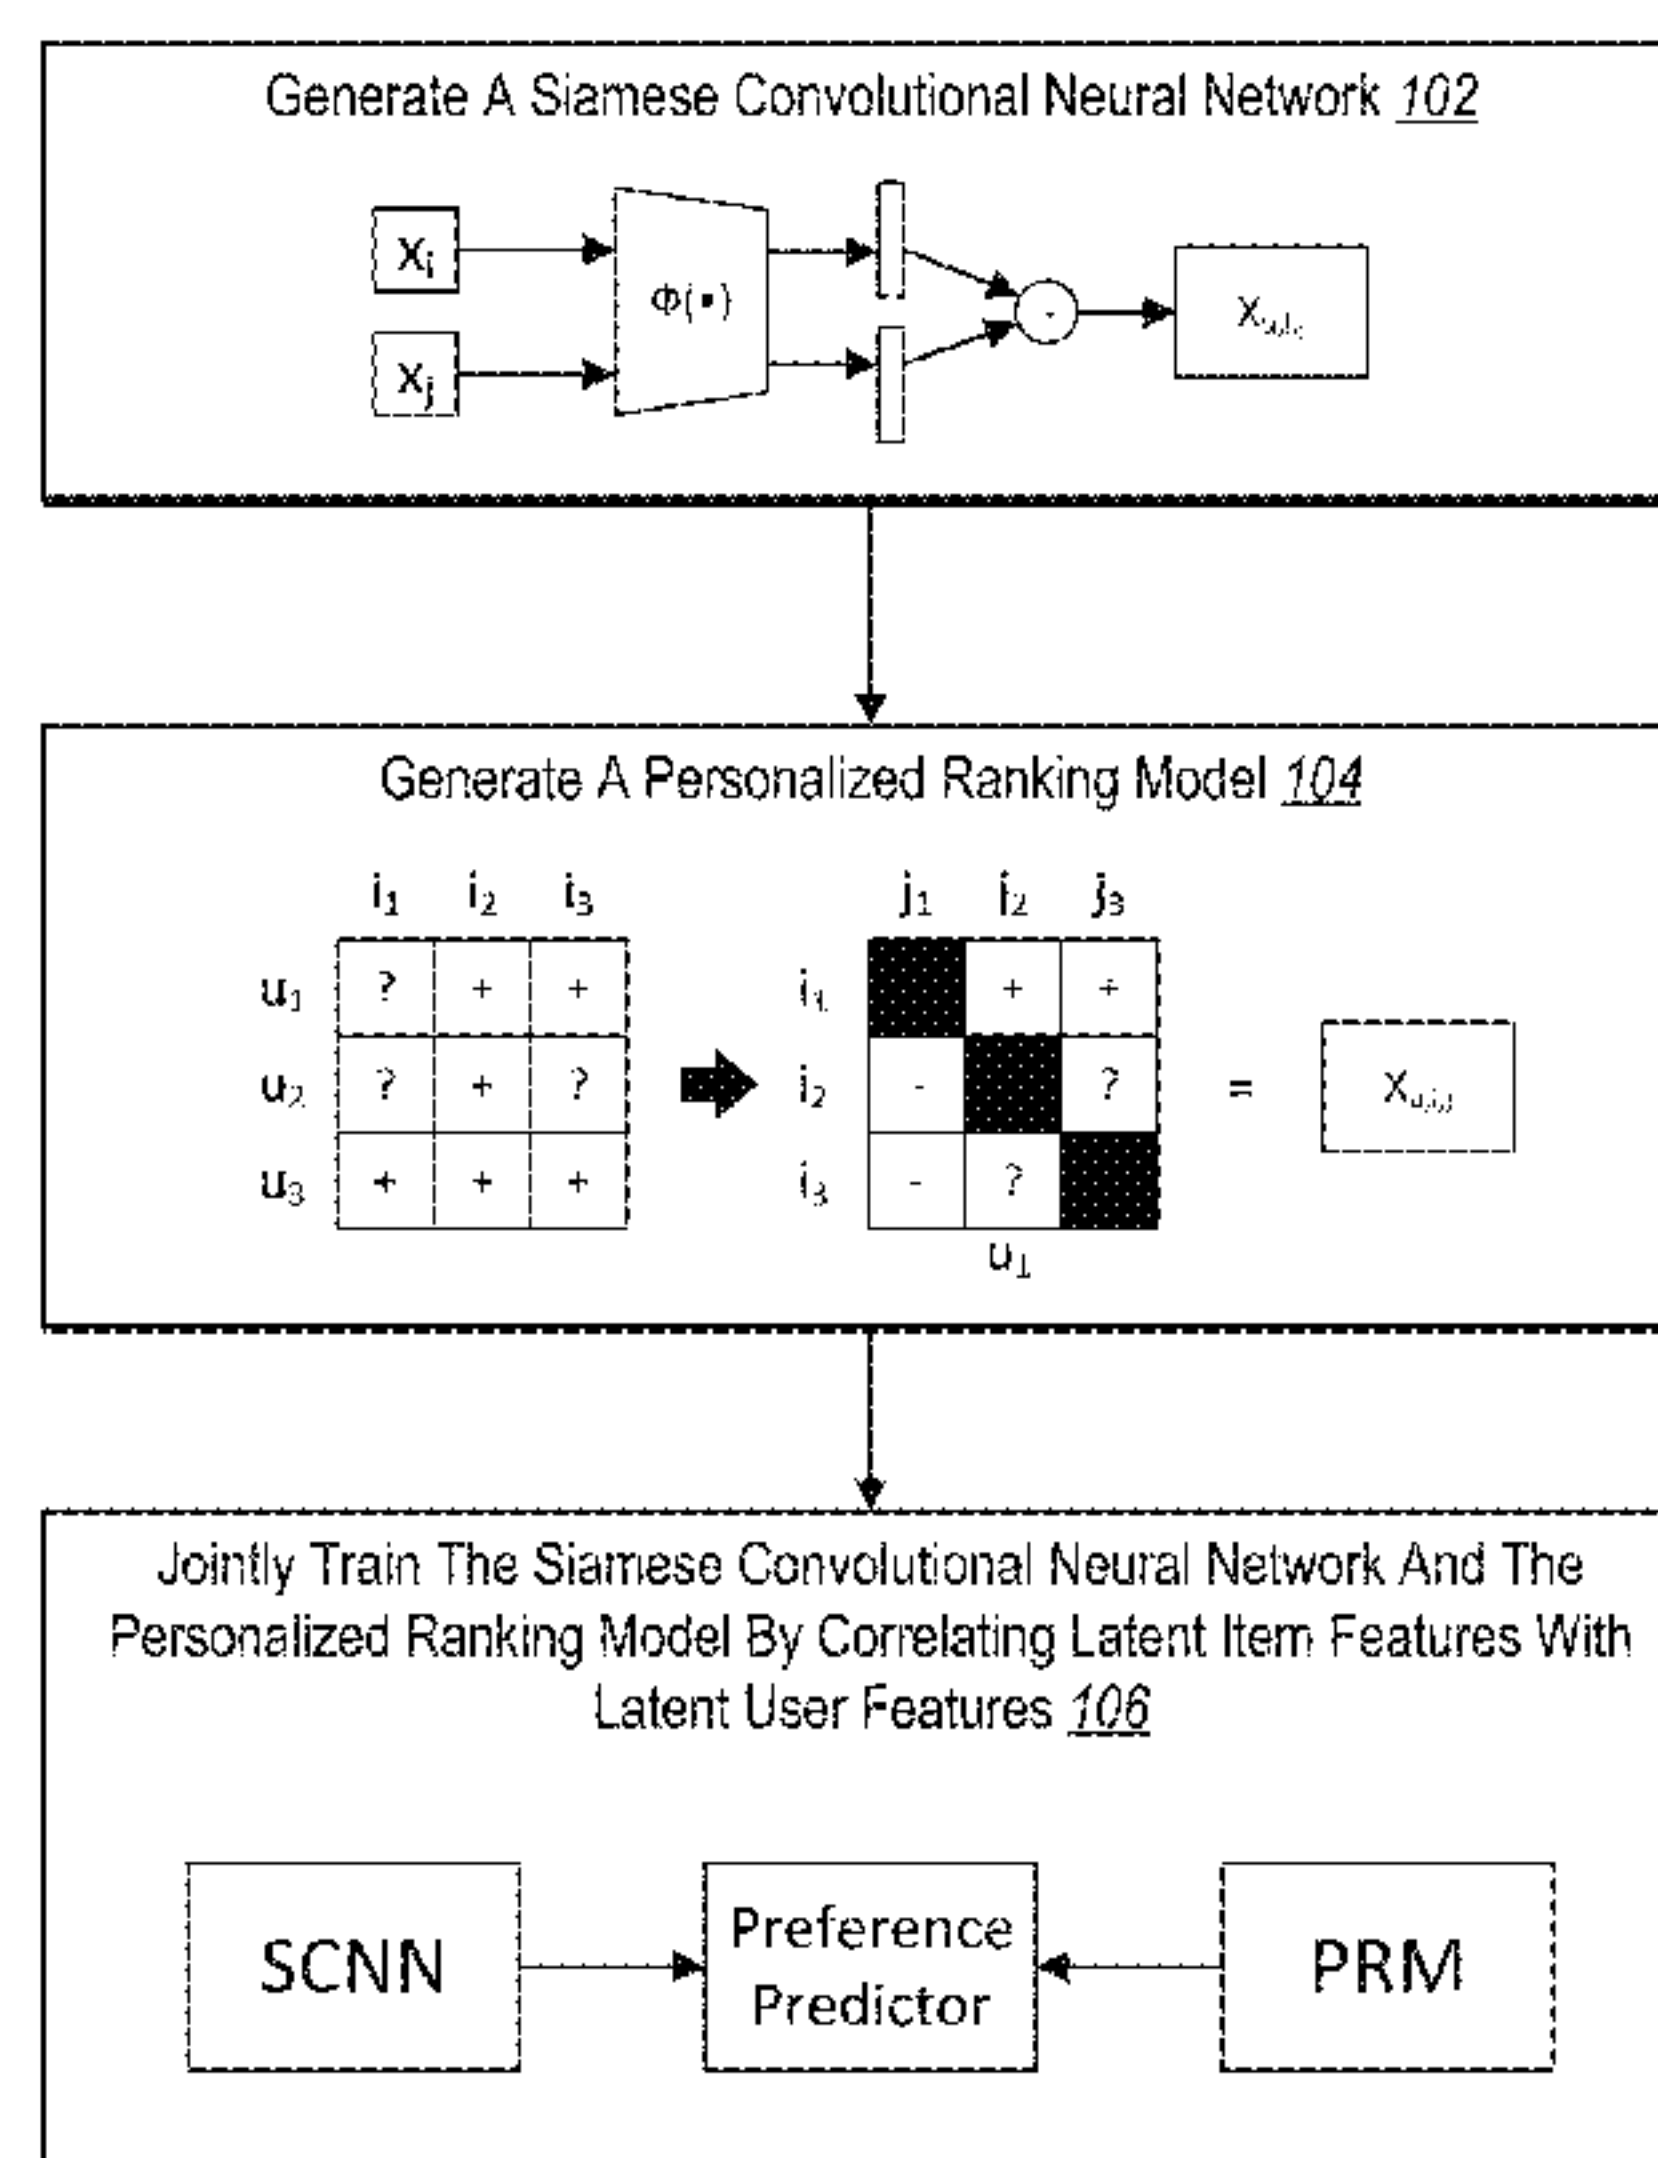 Generate A Siamese Convolutional Neural Network 102
Xi
Φ(▪)
Xj
Generate A Personalized Ranking Model 104
i1 i2 i3 j1 j2 j3
u1 ? + + i1 + +
u2 ? + ? i2 - ? = Xu,i,j
u3 + + + i3 - ?
u1
Jointly Train The Siamese Convolutional Neural Network And The
Personalized Ranking Model By Correlating Latent Item Features With
Latent User Features 106
SCNN
Preference
Predictor
PRM